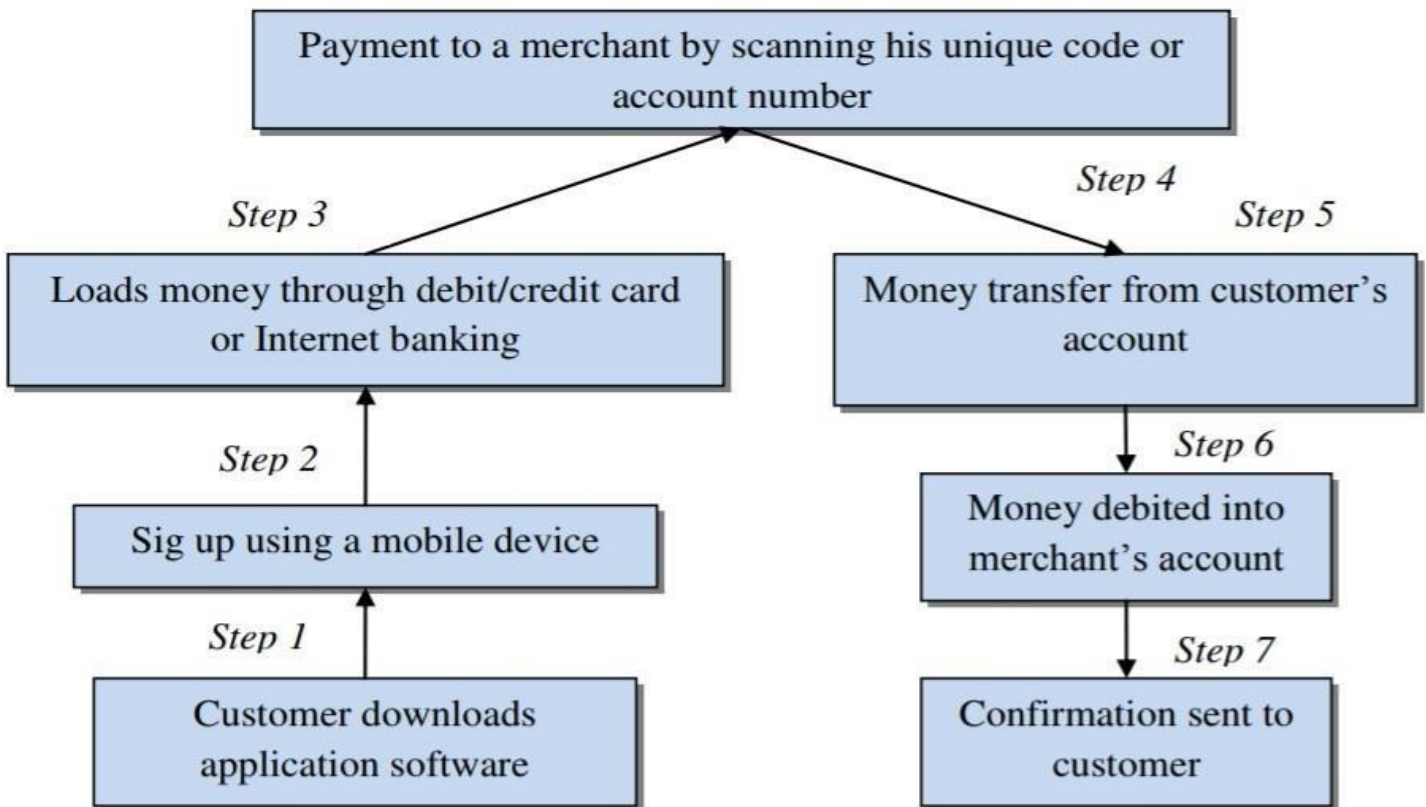 Payment to a merchant by scanning his unique code or
account number
Step 4
Step 3
Step 5
Loads money through debit/credit card
or Internet banking
Money transfer from customer's
account
Step 2
Step 6
Sig up using a mobile device
Money debited into
merchant's account
Step 1
Step 7
Customer downloads
application software
Confirmation sent to
customer